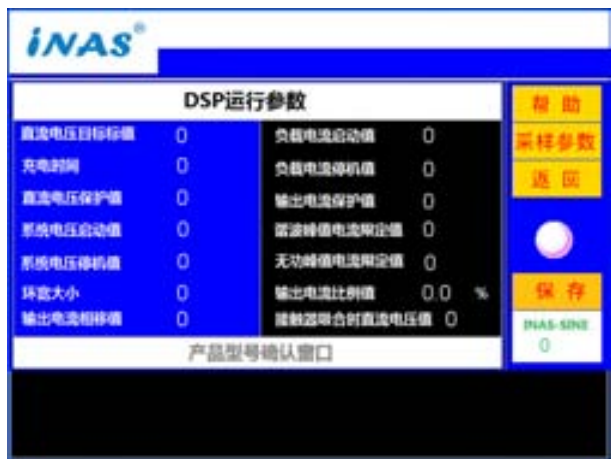 iNAS®
DSP运行参数
直流电压目标标值 0
充电时间 0
直流电压保护值 0
系统电压启动值 0
系统电压停机值 0
环宽大小 0
输出电流相移值 0
负载电流启动值 0
负载电流停机值 0
输出电流保护值 0
谐波峰值电流限定值 0
无功峰值电流限定值 0
输出电流比例值 0.0 %
接触器吸合时直流电压值 0
产品型号确认窗口
帮 助
采样参数
返 回
保 存
INAS-SINE
0